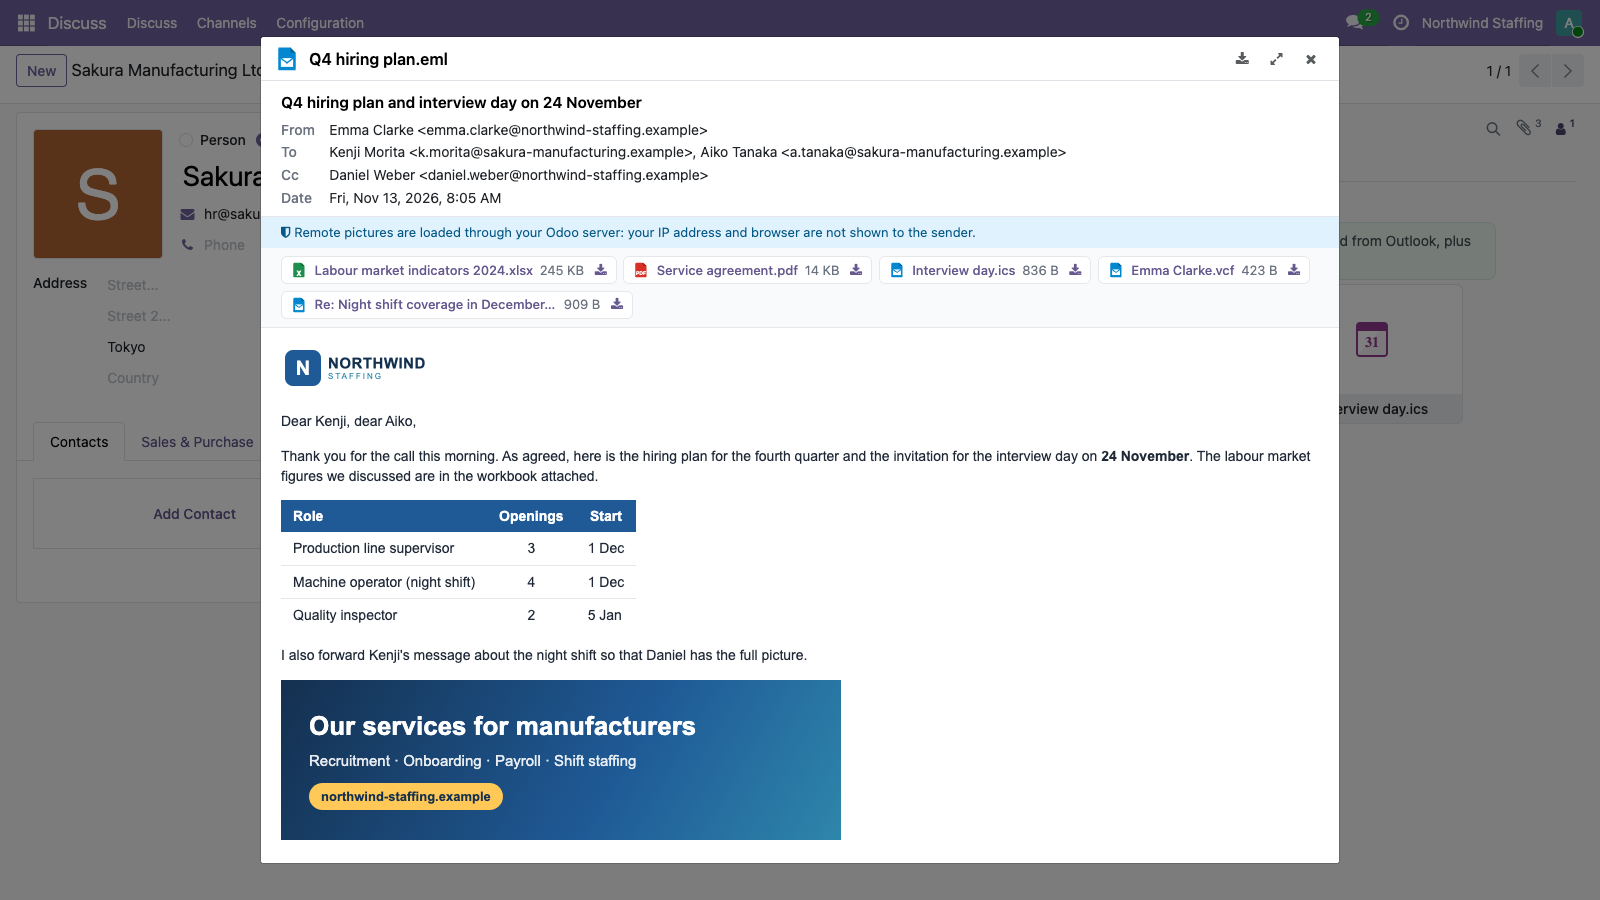 Discuss
Discuss
Channels
Configuration
2
Northwind Staffing
A
New
Sakura Manufacturing Ltd
1 / 1
Q4 hiring plan.eml
Q4 hiring plan and interview day on 24 November
From Emma Clarke <emma.clarke@northwind-staffing.example>
To Kenji Morita <k.morita@sakura-manufacturing.example>, Aiko Tanaka <a.tanaka@sakura-manufacturing.example>
Cc Daniel Weber <daniel.weber@northwind-staffing.example>
Date Fri, Nov 13, 2026, 8:05 AM
Remote pictures are loaded through your Odoo server: your IP address and browser are not shown to the sender.
Labour market indicators 2024.xlsx 245 KB
Service agreement.pdf 14 KB
Interview day.ics 836 B
Emma Clarke.vcf 423 B
Re: Night shift coverage in December... 909 B
N NORTHWIND
STAFFING
Dear Kenji, dear Aiko,
Thank you for the call this morning. As agreed, here is the hiring plan for the fourth quarter and the invitation for the interview day on 24 November. The labour market
figures we discussed are in the workbook attached.
Role Openings Start
Production line supervisor 3 1 Dec
Machine operator (night shift) 4 1 Dec
Quality inspector 2 5 Jan
I also forward Kenji's message about the night shift so that Daniel has the full picture.
Our services for manufacturers
Recruitment · Onboarding · Payroll · Shift staffing
northwind-staffing.example
S
Person
Sakura
hr@saku
Phone
Address
Street...
Street 2...
Tokyo
Country
Contacts
Sales & Purchase
Add Contact
3
1
d from Outlook, plus
31
erview day.ics